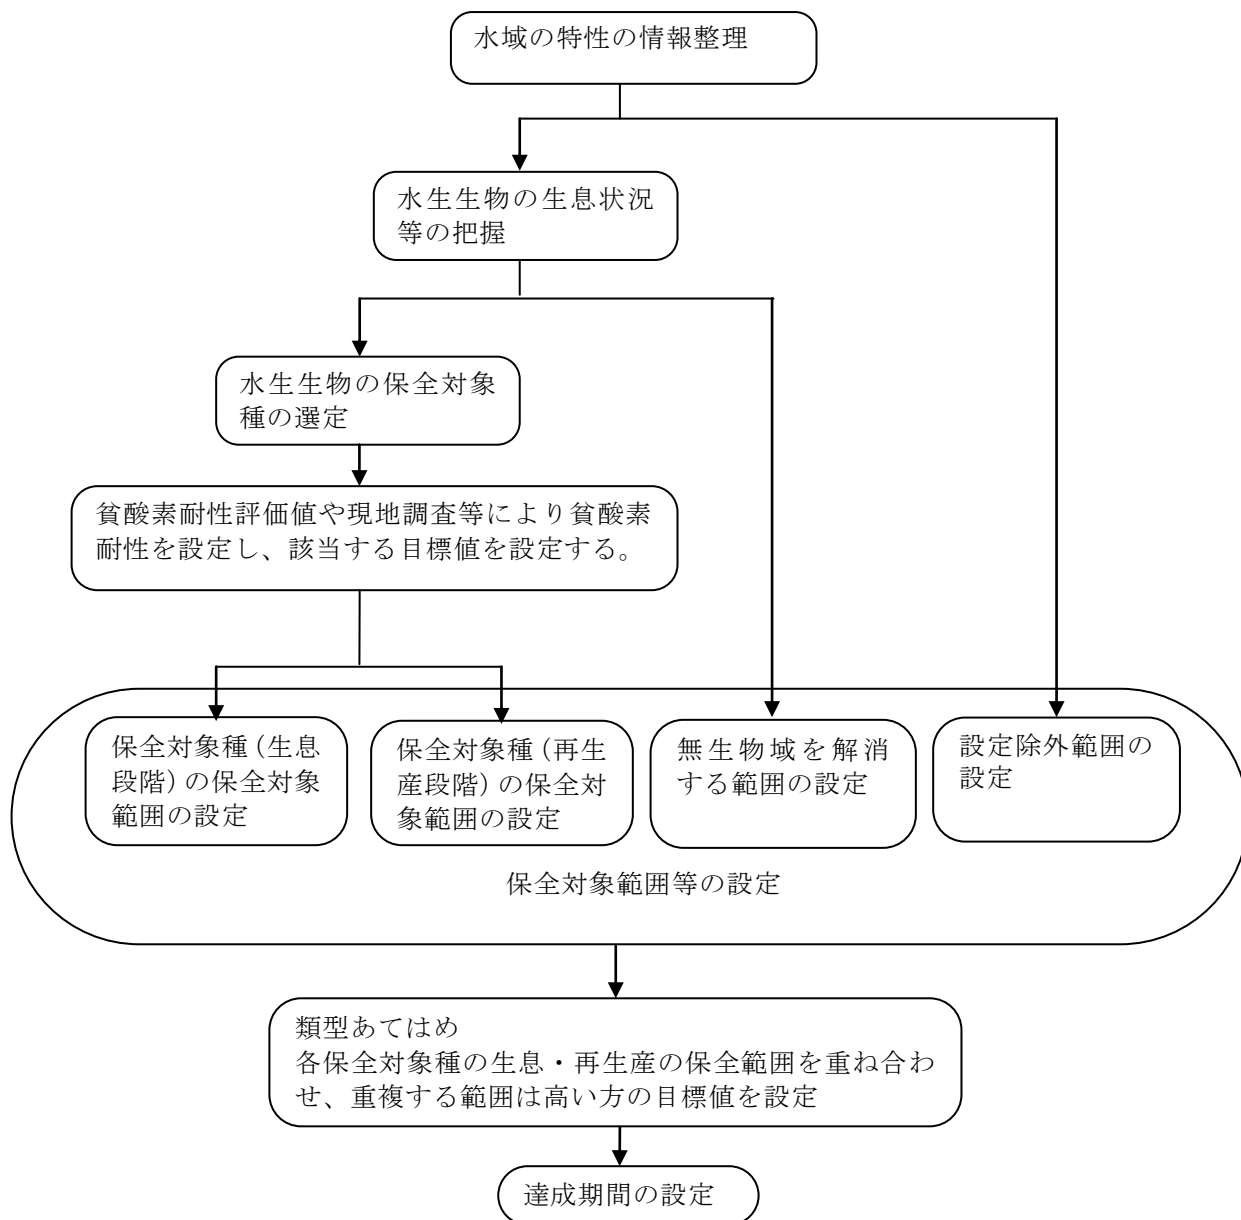 水域の特性の情報整理
水生生物の生息状況
等の把握
水生生物の保全対象
種の選定
貧酸素耐性評価値や現地調査等により貧酸素
耐性を設定し、該当する目標値を設定する。
保全対象種(生息
段階)の保全対象
範囲の設定
保全対象種(再生
産段階)の保全対
象範囲の設定
無生物域を解消
する範囲の設定
設定除外範囲の
設定
保全対象範囲等の設定
類型あてはめ
各保全対象種の生息・再生産の保全範囲を重ね合わ
せ、重複する範囲は高い方の目標値を設定
達成期間の設定